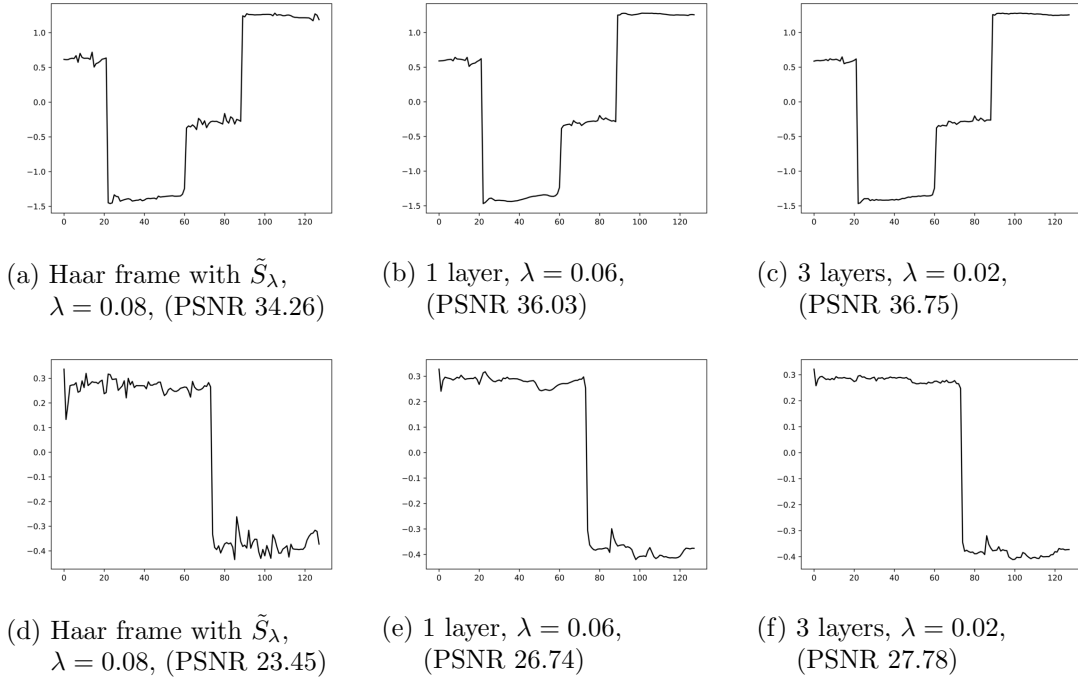 1.0
0.5
0.0
−0.5
−1.0
−1.5
0 20 40 60 80 100 120
1.0
0.5
0.0
−0.5
−1.0
−1.5
0 20 40 60 80 100 120
1.0
0.5
0.0
−0.5
−1.0
−1.5
0 20 40 60 80 100 120
(a) Haar frame with S̃_λ,
λ = 0.08, (PSNR 34.26)
(b) 1 layer, λ = 0.06,
(PSNR 36.03)
(c) 3 layers, λ = 0.02,
(PSNR 36.75)
0.3
0.2
0.1
0.0
−0.1
−0.2
−0.3
−0.4
0 20 40 60 80 100 120
0.3
0.2
0.1
0.0
−0.1
−0.2
−0.3
−0.4
0 20 40 60 80 100 120
0.3
0.2
0.1
0.0
−0.1
−0.2
−0.3
−0.4
0 20 40 60 80 100 120
(d) Haar frame with S̃_λ,
λ = 0.08, (PSNR 23.45)
(e) 1 layer, λ = 0.06,
(PSNR 26.74)
(f) 3 layers, λ = 0.02,
(PSNR 27.78)